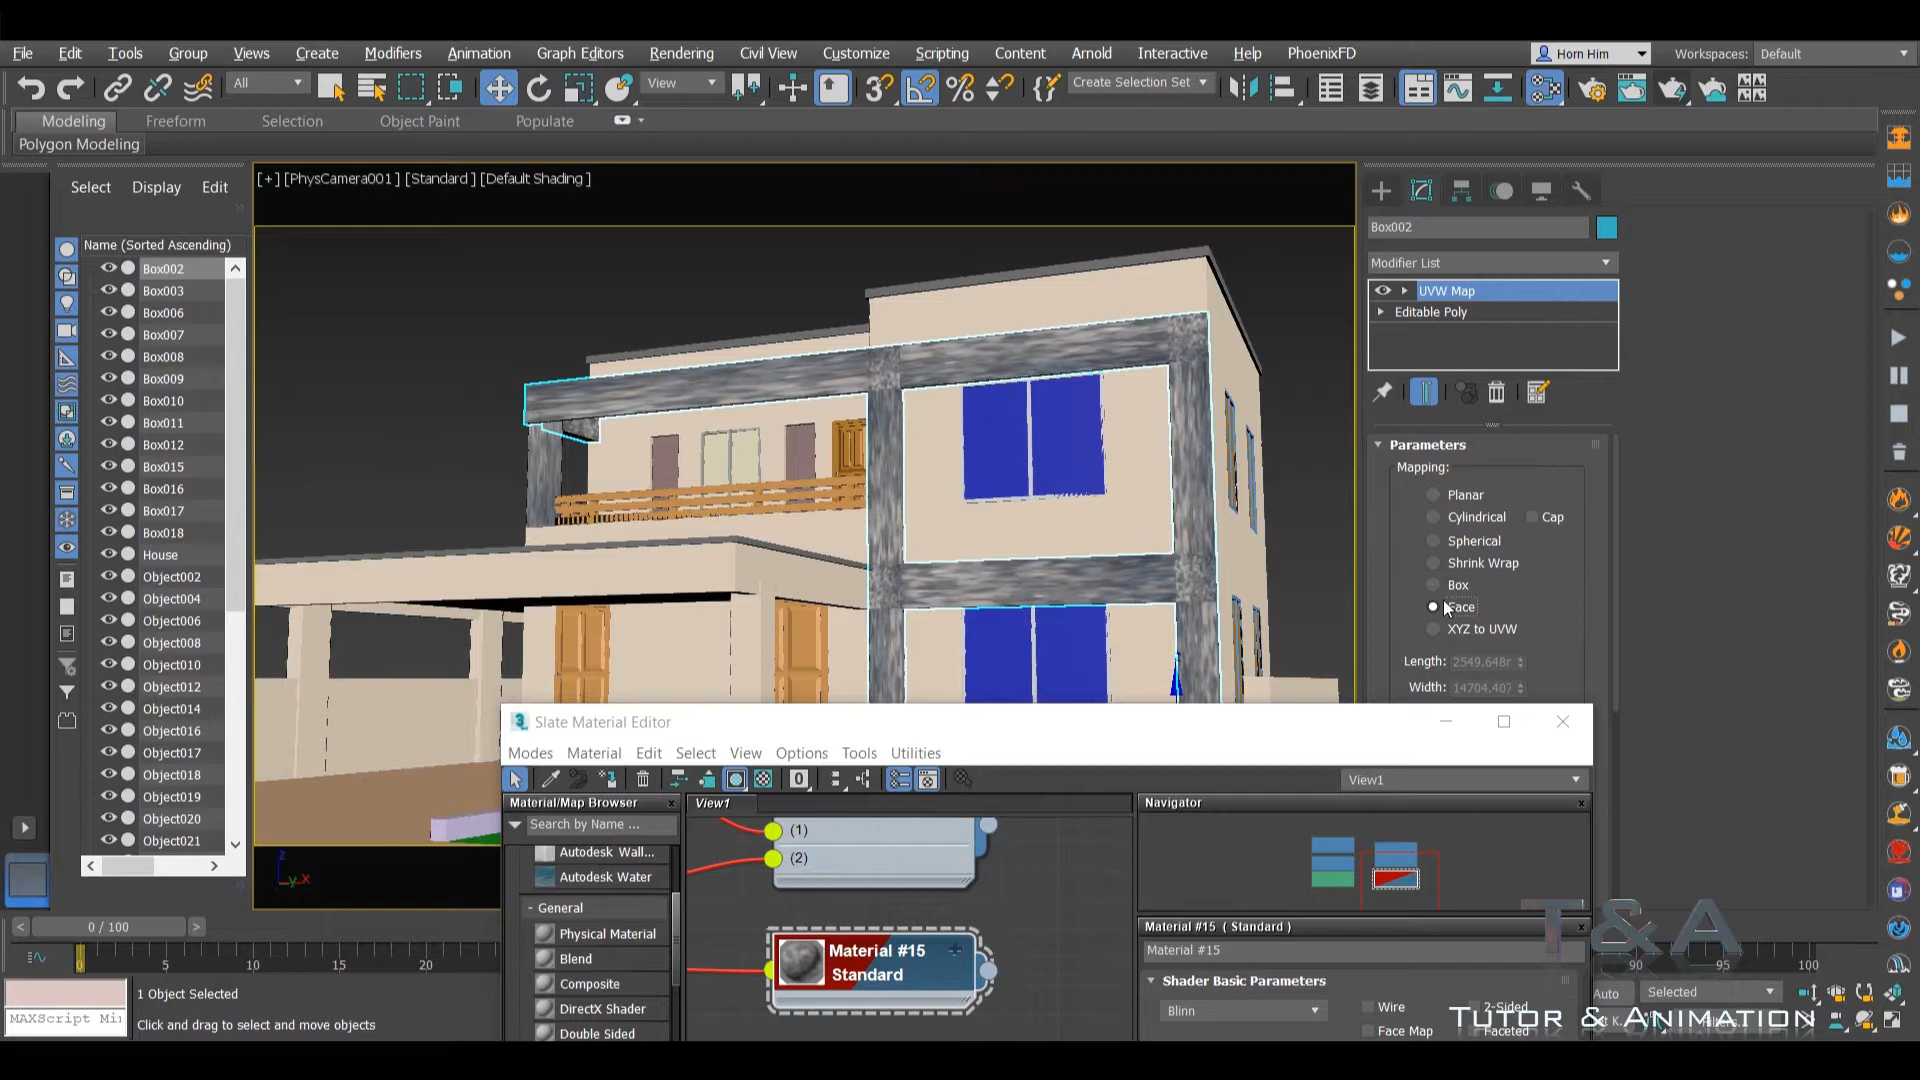 File Edit Tools Group Views Create Modifiers Animation Graph Editors Rendering Civil View Customize Scripting Content Arnold Interactive Help PhoenixFD Horn Him Workspaces: Default
All View Create Selection Set
Modeling Freeform Selection Object Paint Populate
Polygon Modeling
Select Display Edit
[+] [PhysCamera001] [Standard] [Default Shading]
Name (Sorted Ascending)
Box002
Box003
Box006
Box007
Box008
Box009
Box010
Box011
Box012
Box015
Box016
Box017
Box018
House
Object002
Object004
Object006
Object008
Object010
Object012
Object014
Object016
Object017
Object018
Object019
Object020
Object021
Box002
Modifier List
UVW Map
Editable Poly
Parameters
Mapping:
Planar
Cylindrical Cap
Spherical
Shrink Wrap
Box
Face
XYZ to UVW
Length: 2549.648r
Width: 14704.407
Slate Material Editor
Modes Material Edit Select View Options Tools Utilities
0 View1
Material/Map Browser
Search by Name ...
Autodesk Wall...
Autodesk Water
- General
Physical Material
Blend
Composite
DirectX Shader
Double Sided
View1
(1)
(2)
Material #15
Standard
Navigator
Material #15 ( Standard )
Material #15
Shader Basic Parameters
Blinn Wire 2-Sided
Face Map Faceted
z
y x
< 0 / 100 >
0 5 10 15 20 90 95 100
1 Object Selected
Click and drag to select and move objects
MAXScript Mi
Auto Selected
T & A
Tutor & Animation